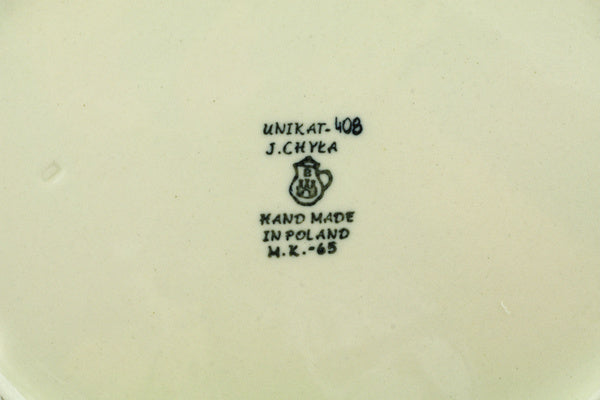 UNIKAT-408
J.CHYŁA
B
HAND MADE
IN POLAND
M.K.-65